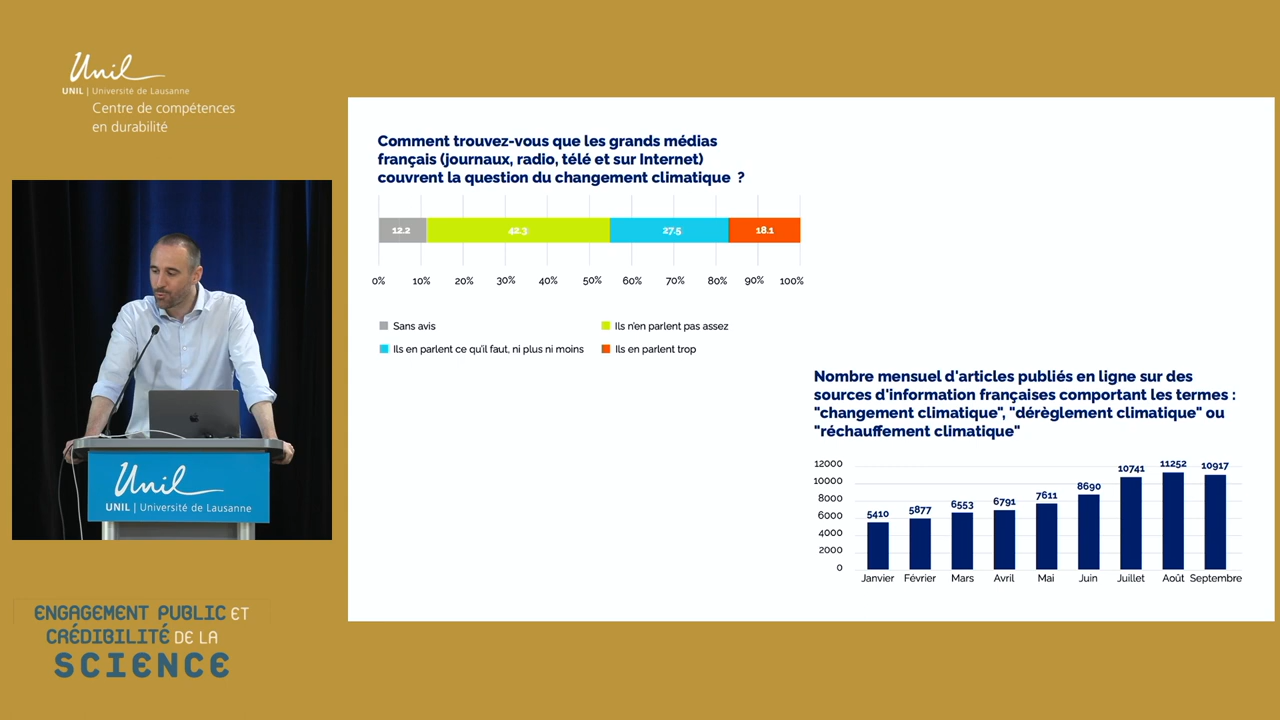 Unil
UNIL | Université de Lausanne
Centre de compétences
en durabilité
Unil
UNIL | Université de Lausanne
ENGAGEMENT PUBLIC ET
CRÉDIBILITÉ DE LA
SCIENCE
Comment trouvez-vous que les grands médias
français (journaux, radio, télé et sur Internet)
couvrent la question du changement climatique ?
12.2 42.3 27.5 18.1
0% 10% 20% 30% 40% 50% 60% 70% 80% 90% 100%
Sans avis Ils n'en parlent pas assez
Ils en parlent ce qu'il faut, ni plus ni moins Ils en parlent trop
Nombre mensuel d'articles publiés en ligne sur des
sources d'information françaises comportant les termes :
"changement climatique", "dérèglement climatique" ou
"réchauffement climatique"
12000
10000
8000
6000
4000
2000
0
5410 5877 6553 6791 7611 8690 10741 11252 10917
Janvier Février Mars Avril Mai Juin Juillet Août Septembre